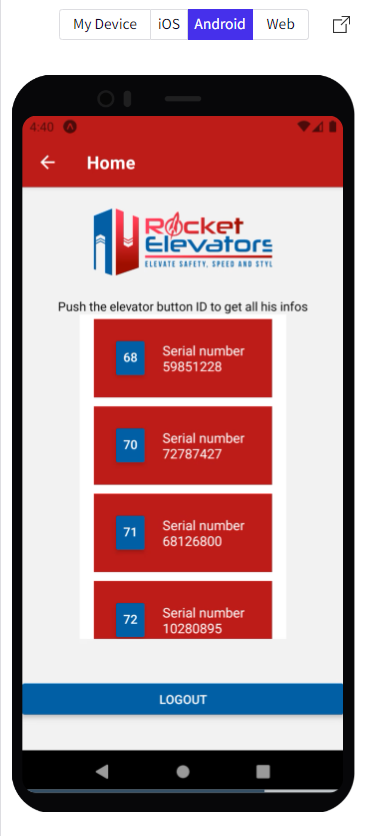 My Device iOS Android Web
4:40
Home
Rocket
Elevators
ELEVATE SAFETY, SPEED AND STYL
Push the elevator button ID to get all his infos
68 Serial number
59851228
70 Serial number
72787427
71 Serial number
68126800
72 Serial number
10280895
LOGOUT